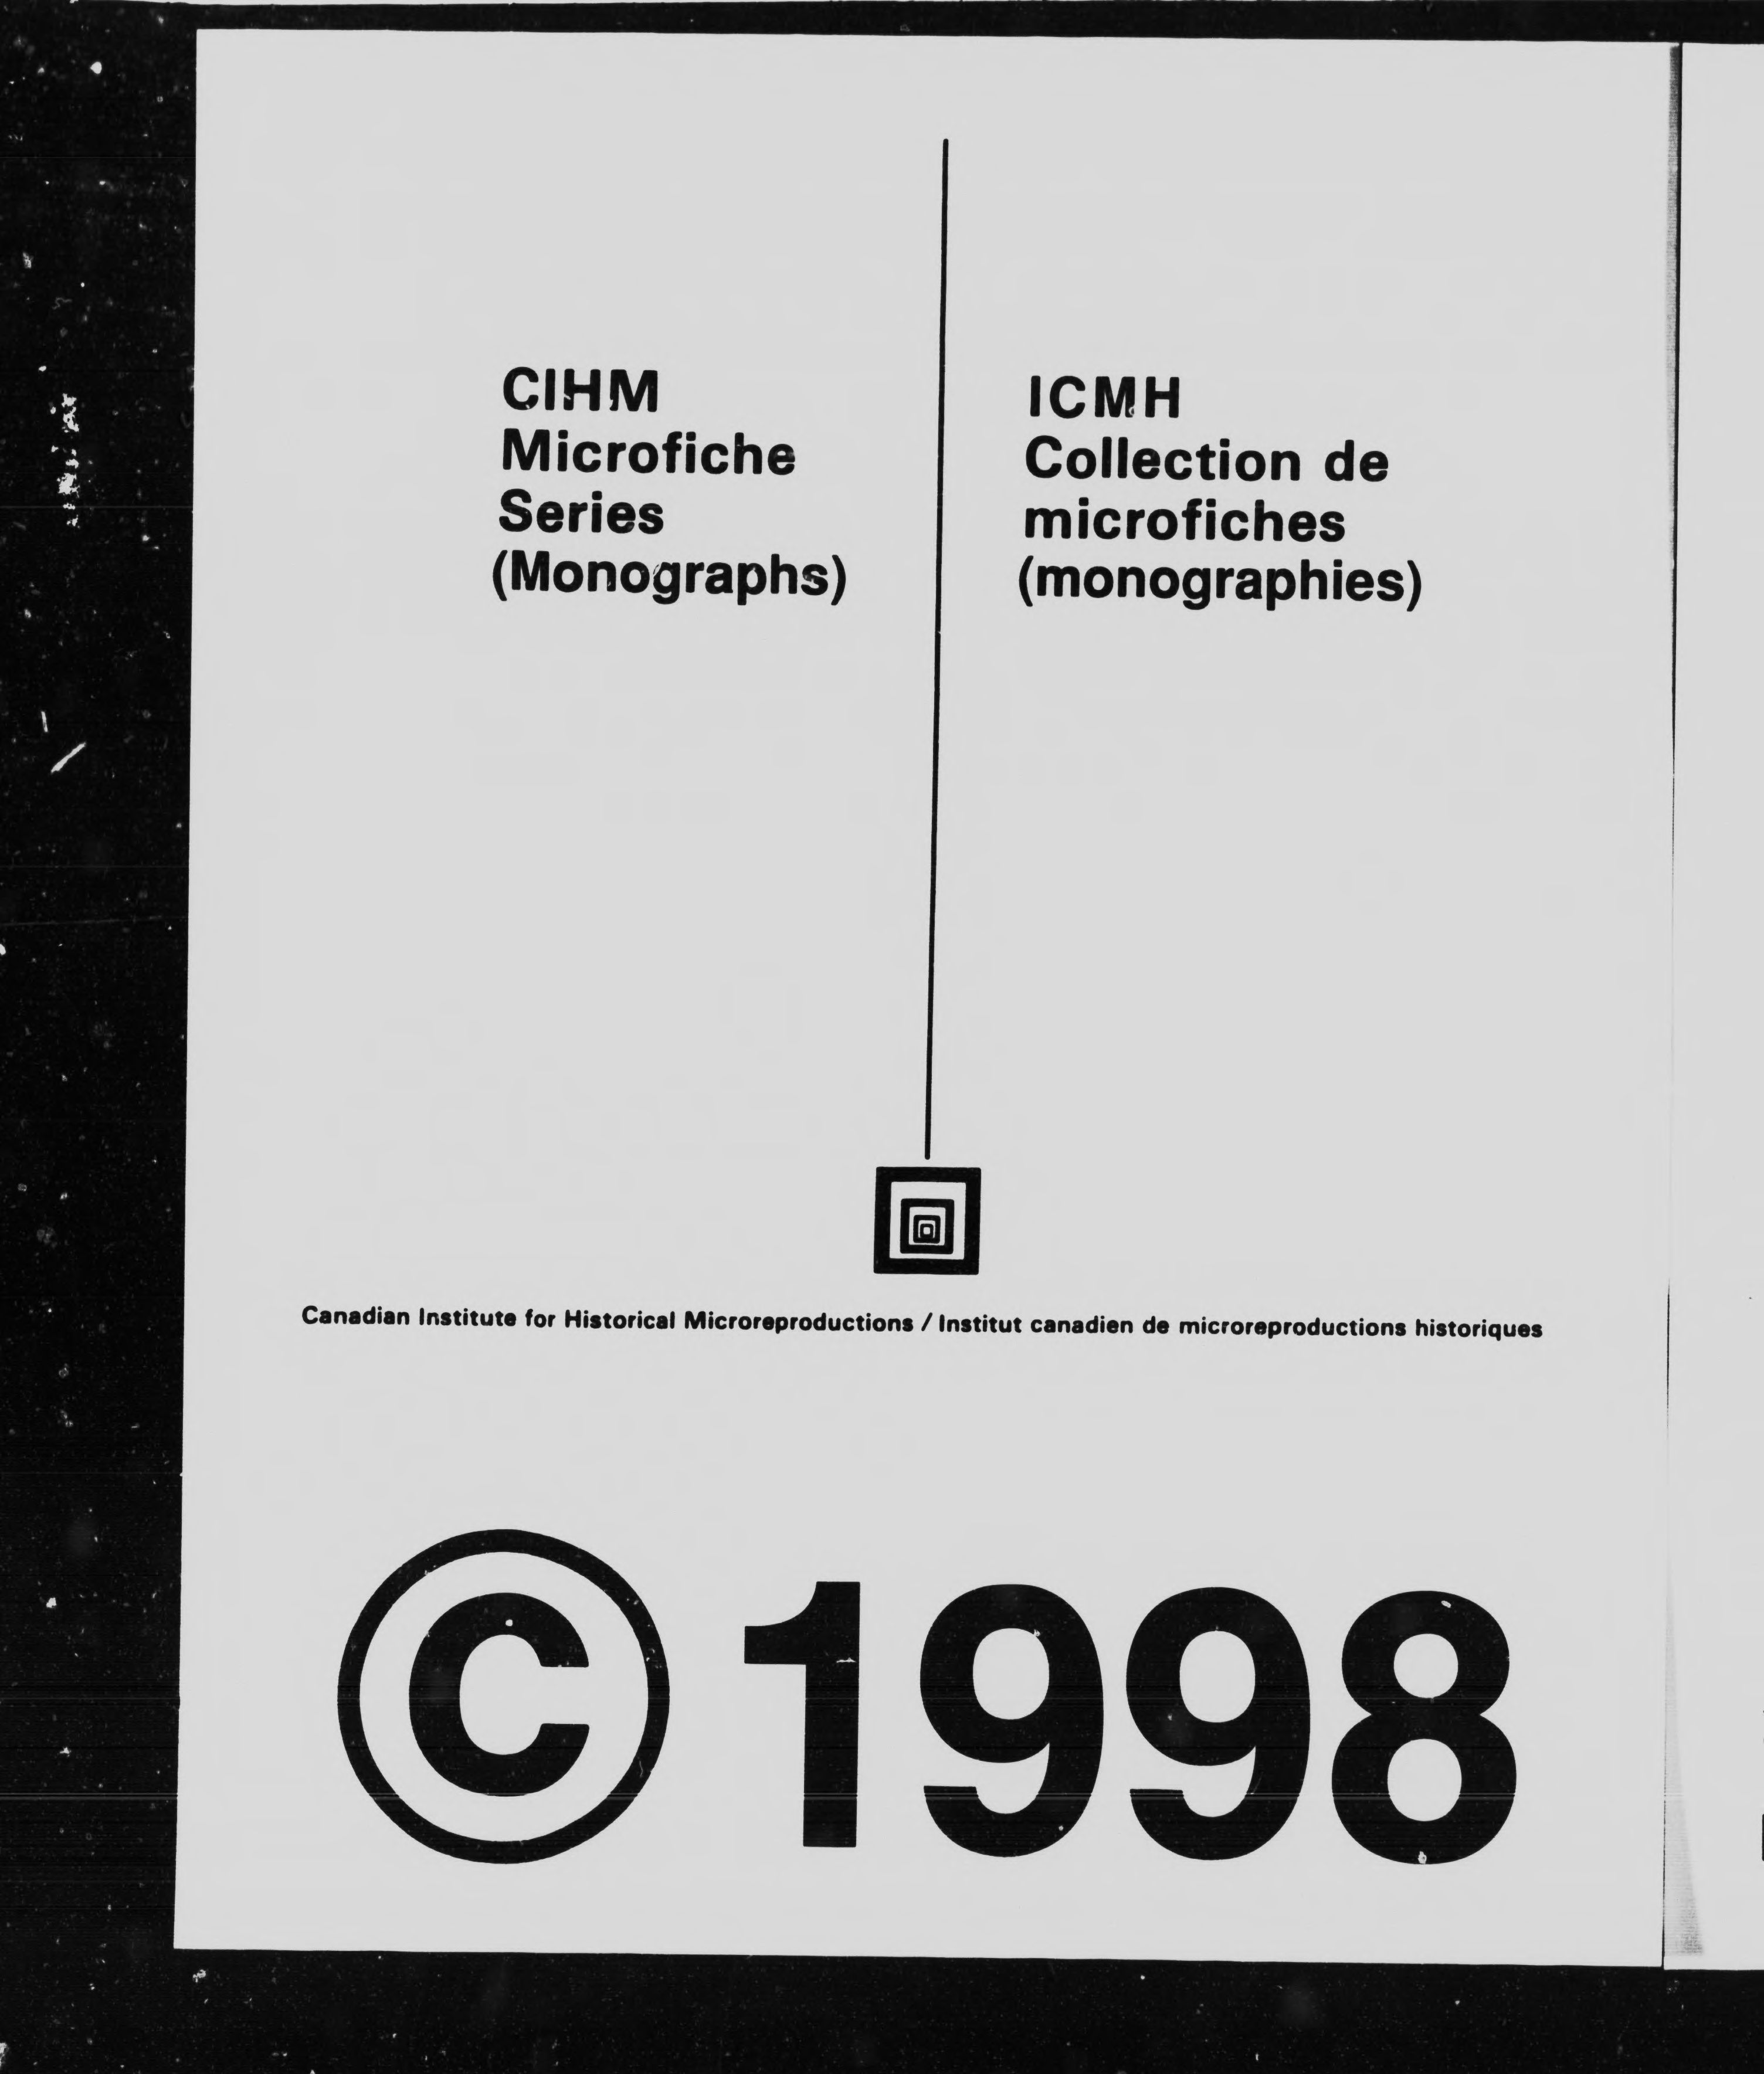 CIHM
Microfiche
Series
(Monographs)
ICMH
Collection de
microfiches
(monographies)
Canadian Institute for Historical Microreproductions / Institut canadien de microreproductions historiques
© 1998